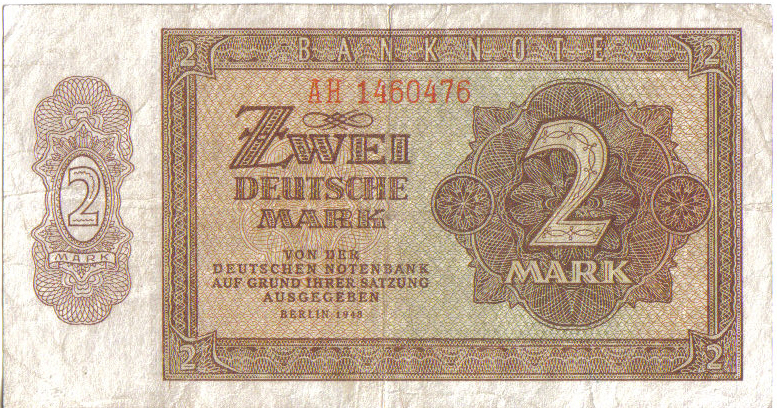 2 BANKNOTE 2
AH 1460476
ZWEI
DEUTSCHE
MARK
VON DER
DEUTSCHEN NOTENBANK
AUF GRUND IHRER SATZUNG
AUSGEGEBEN
BERLIN 1948
2
MARK
2
MARK
2 2